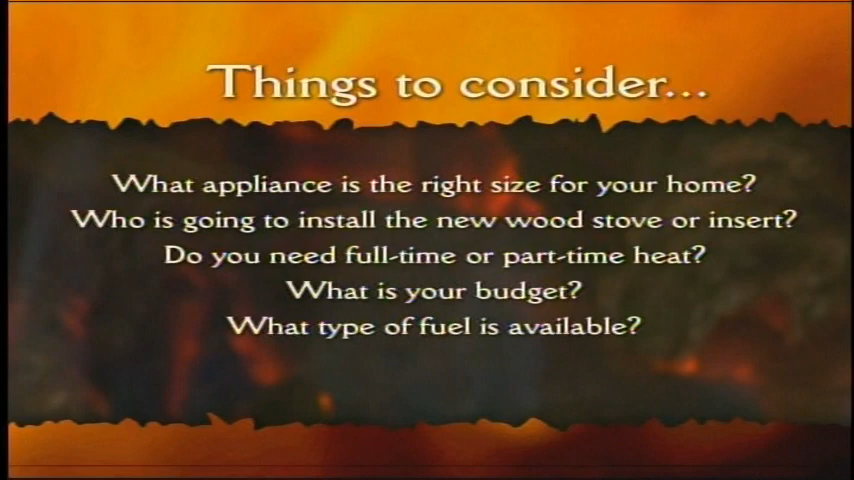 Things to consider...
What appliance is the right size for your home?
Who is going to install the new wood stove or insert?
Do you need full-time or part-time heat?
What is your budget?
What type of fuel is available?